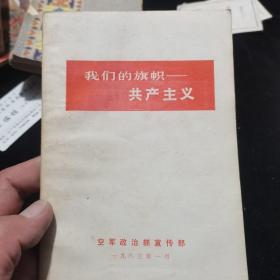 我们的旗帜——
共产主义
空军政治部宣传部
一九八三年一月